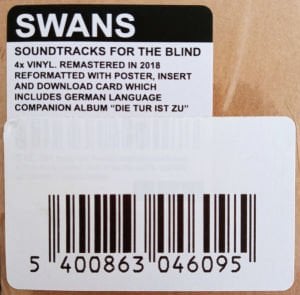 SWANS
SOUNDTRACKS FOR THE BLIND
4x VINYL. REMASTERED IN 2018
REFORMATTED WITH POSTER, INSERT
AND DOWNLOAD CARD WHICH
INCLUDES GERMAN LANGUAGE
COMPANION ALBUM "DIE TUR IST ZU"
5 400863 046095